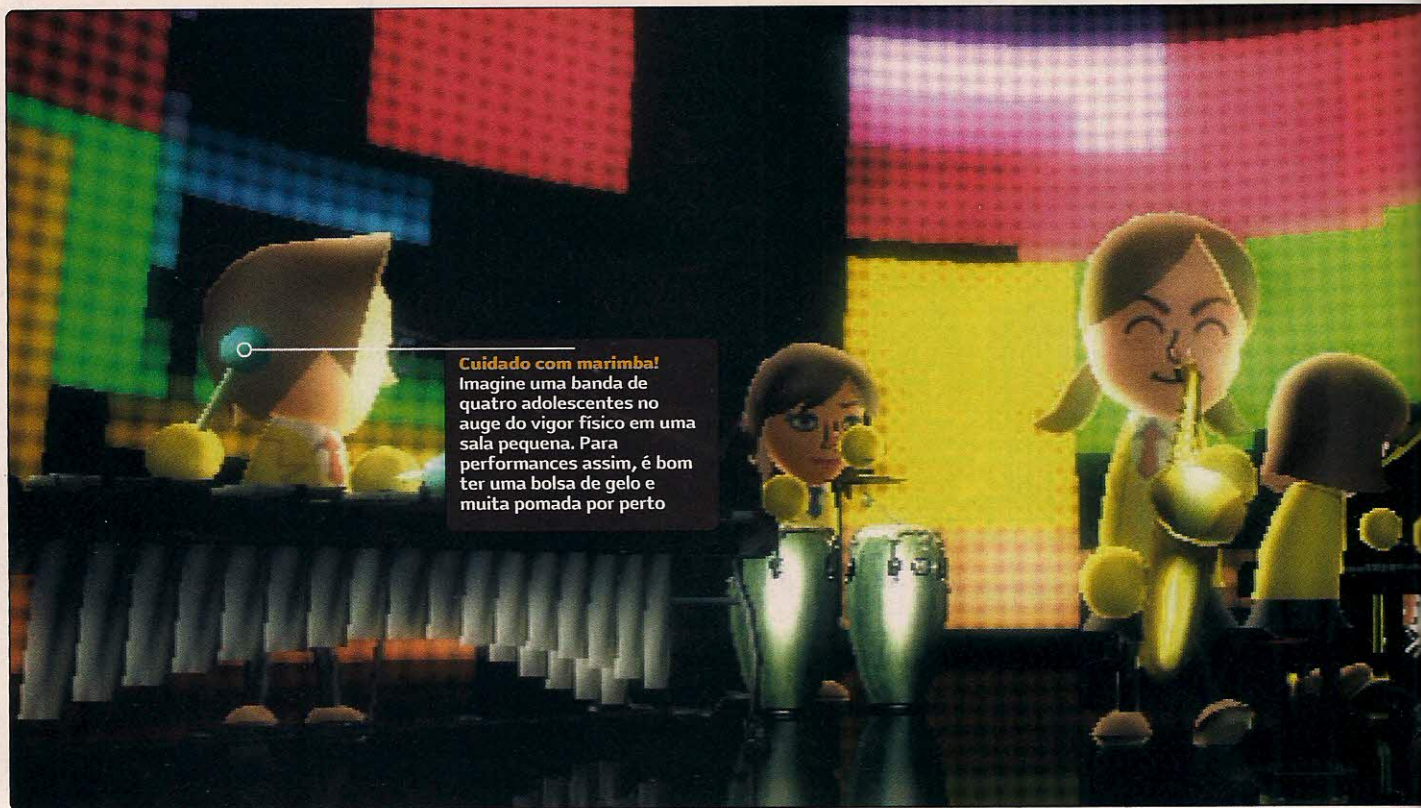 Cuidado com marimba!
Imagine uma banda de
quatro adolescentes no
auge do vigor físico em uma
sala pequena. Para
performances assim, é bom
ter uma bolsa de gelo e
muita pomada por perto